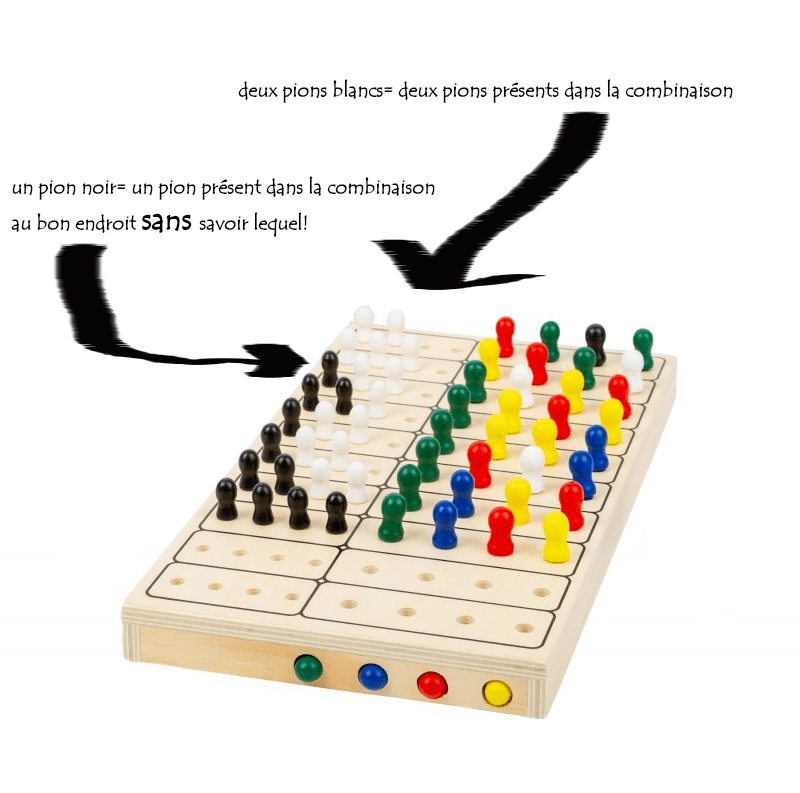 deux pions blancs= deux pions présents dans la combinaison
un pion noir= un pion présent dans la combinaison
au bon endroit sans savoir lequel!